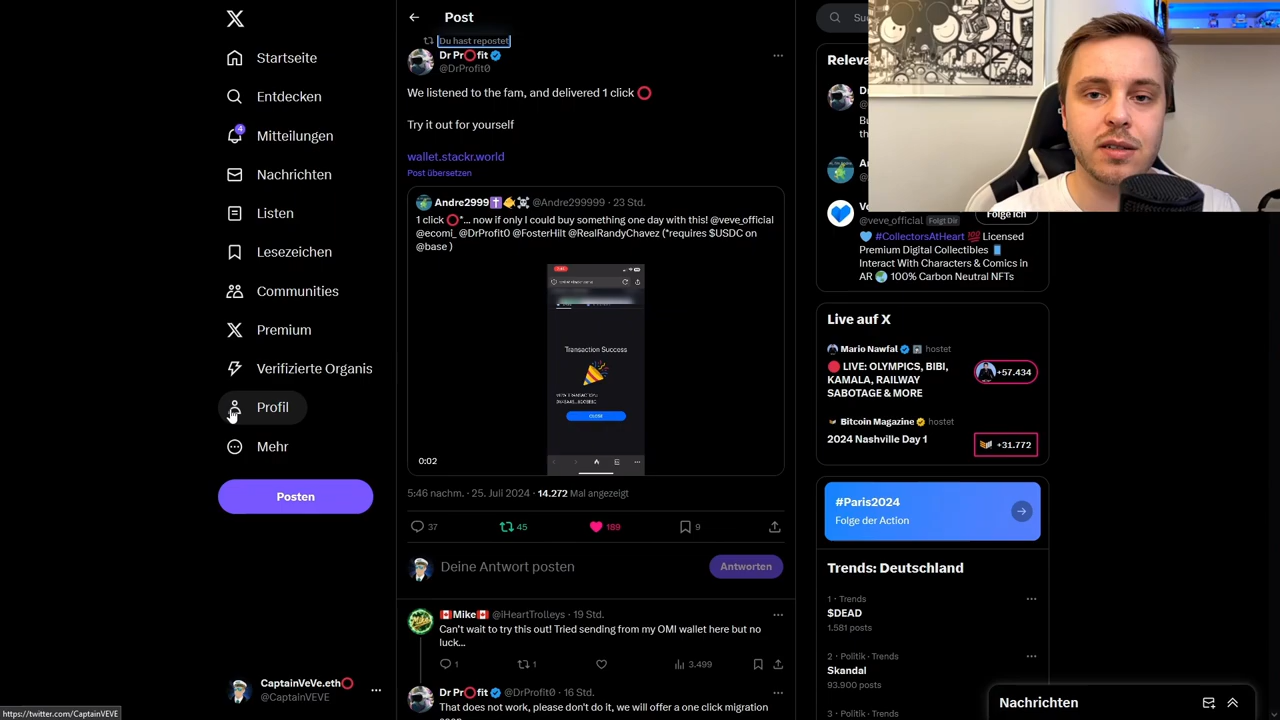 Startseite
Entdecken
4
Mitteilungen
Nachrichten
Listen
Lesezeichen
Communities
Premium
Verifizierte Organis
Profil
Mehr
Posten
CaptainVeVe.eth⭕
@CaptainVEVE
https://twitter.com/CaptainVEVE
Post
Du hast repostet
Dr Pr⭕fit
@DrProfit0
We listened to the fam, and delivered 1 click ⭕
Try it out for yourself
wallet.stackr.world
Post übersetzen
Andre2999✝️🐠☠️ @Andre299999 · 23 Std.
1 click ⭕*... now if only I could buy something one day with this! @veve_official
@ecomi_ @DrProfit0 @FosterHilt @RealRandyChavez (*requires $USDC on
@base )
Transaction Success
CLOSE
0:02
5:46 nachm. · 25. Juli 2024 · 14.272 Mal angezeigt
37
45
189
9
Deine Antwort posten
Antworten
🇨🇦Mike🇨🇦 @iHeartTrolleys · 19 Std.
Can't wait to try this out! Tried sending from my OMI wallet here but no
luck...
1
1
3.499
Dr Pr⭕fit @DrProfit0 · 16 Std.
That does not work, please don't do it, we will offer a one click migration
soon
Releva
@veve_official Folgt Dir
Folge ich
💙 #CollectorsAtHeart 💯 Licensed
Premium Digital Collectibles
Interact With Characters & Comics in
AR 🌏 100% Carbon Neutral NFTs
Live auf X
Mario Nawfal hostet
🔴 LIVE: OLYMPICS, BIBI,
KAMALA, RAILWAY
SABOTAGE & MORE
+57.434
Bitcoin Magazine hostet
2024 Nashville Day 1
+31.772
#Paris2024
Folge der Action
Trends: Deutschland
1 · Trends
$DEAD
1.581 posts
2 · Politik · Trends
Skandal
93.900 posts
3 · Politik · Trends
Nachrichten